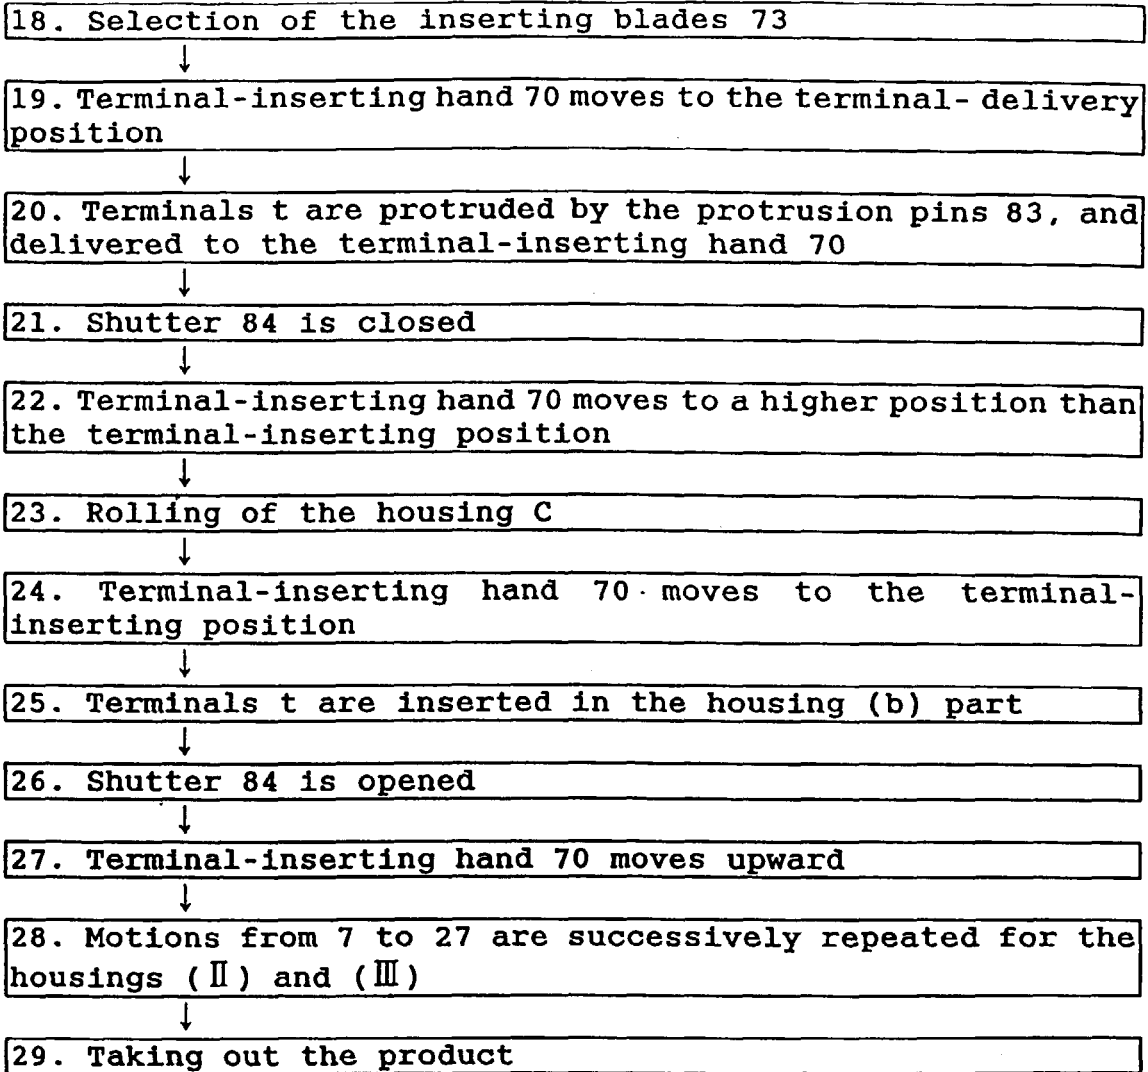 18. Selection of the inserting blades 73
↓
19. Terminal-inserting hand 70 moves to the terminal- delivery
position
↓
20. Terminals t are protruded by the protrusion pins 83, and
delivered to the terminal-inserting hand 70
↓
21. Shutter 84 is closed
↓
22. Terminal-inserting hand 70 moves to a higher position than
the terminal-inserting position
↓
23. Rolling of the housing C
↓
24. Terminal-inserting hand 70 moves to the terminal-
inserting position
↓
25. Terminals t are inserted in the housing (b) part
↓
26. Shutter 84 is opened
↓
27. Terminal-inserting hand 70 moves upward
↓
28. Motions from 7 to 27 are successively repeated for the
housings (Ⅱ) and (Ⅲ)
↓
29. Taking out the product